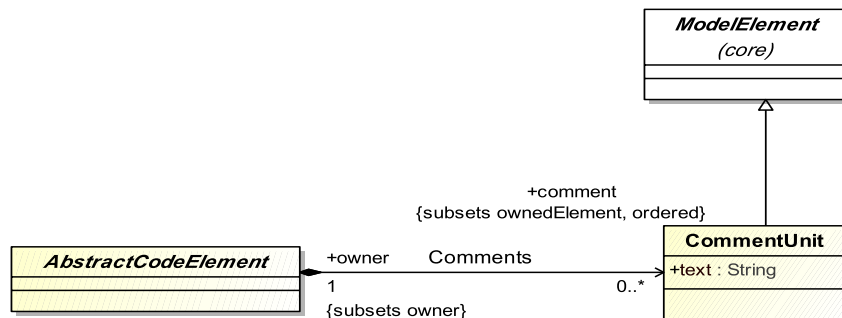 ModelElement
(core)
+comment
{subsets ownedElement, ordered}
CommentUnit
+text : String
AbstractCodeElement
+owner
Comments
1
0..*
{subsets owner}